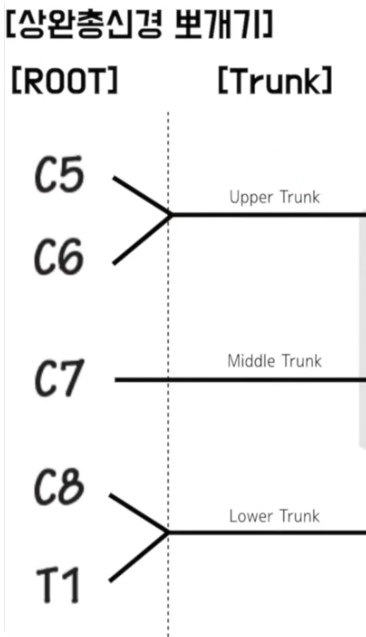 [상완총신경 뽀개기]
[ROOT] [Trunk]
C5
Upper Trunk
C6
Middle Trunk
C7
C8
Lower Trunk
T1